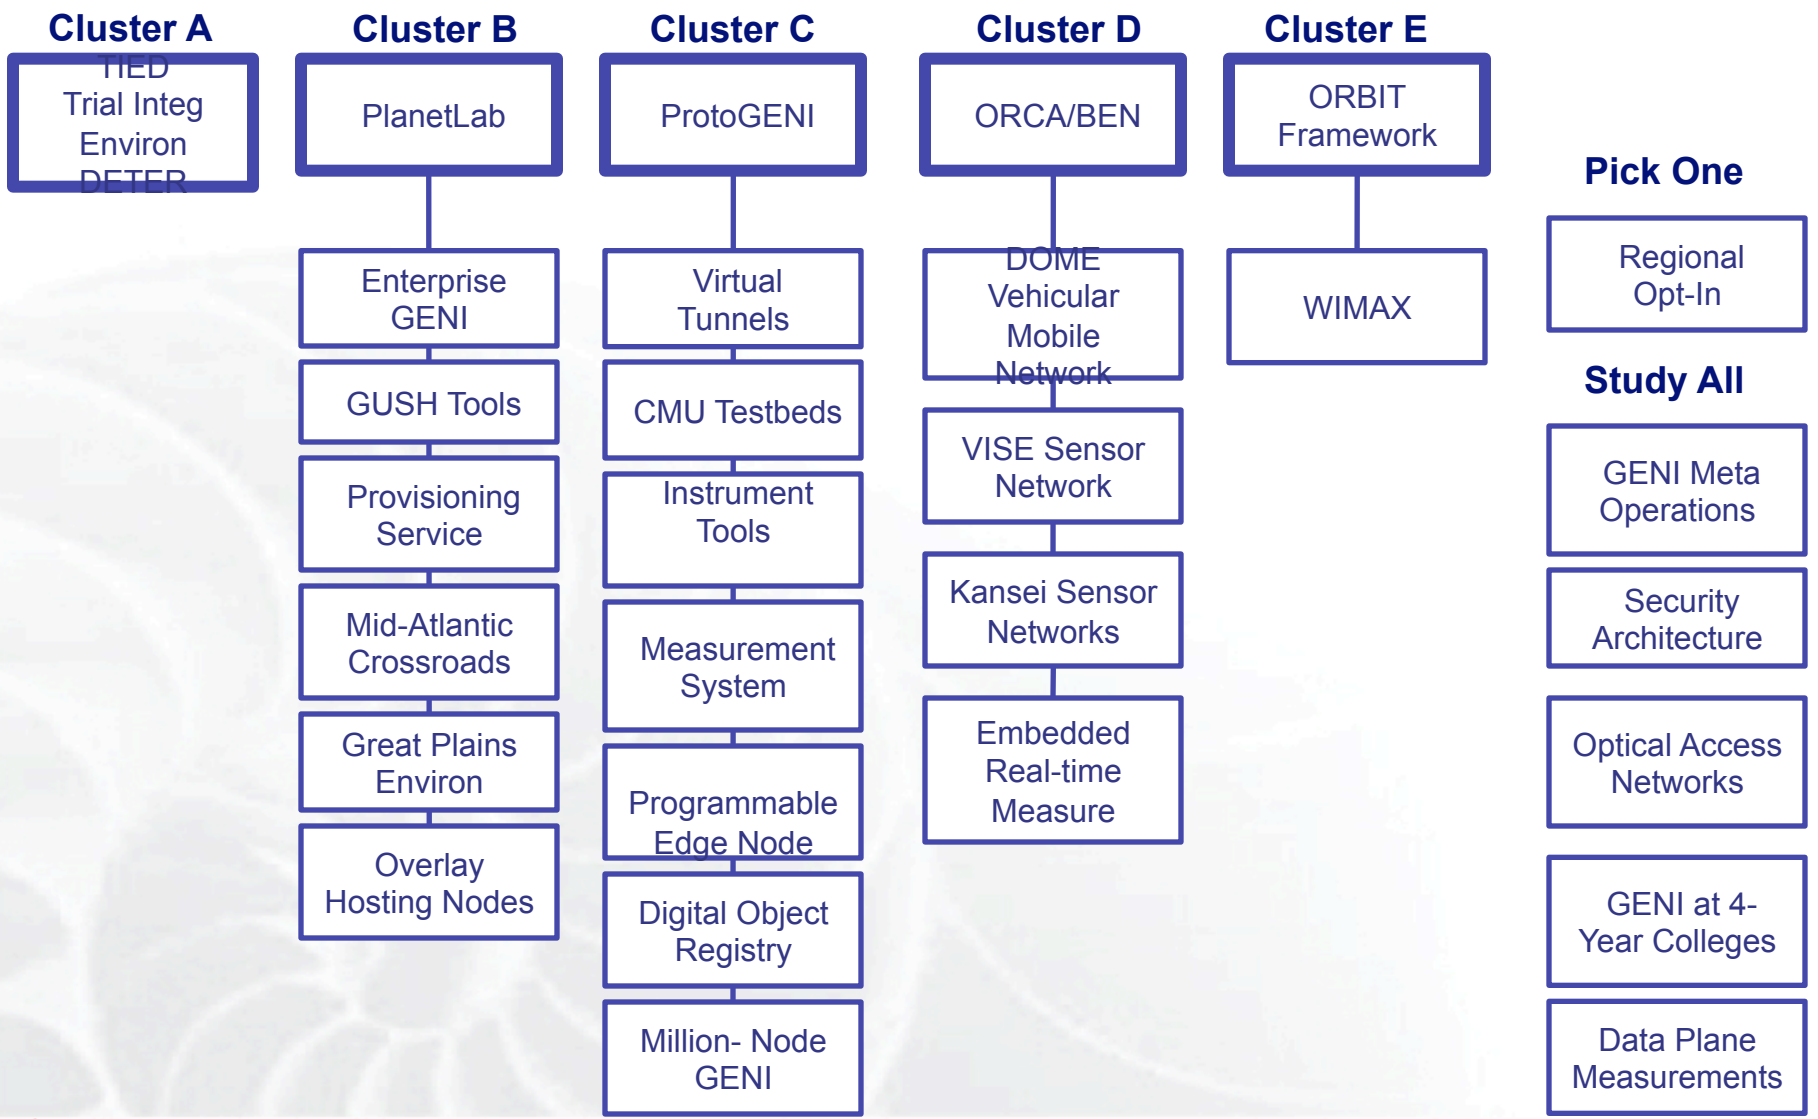 Cluster A
TIED
Trial Integ
Environ
DETER
Cluster B
PlanetLab
Enterprise
GENI
GUSH Tools
Provisioning
Service
Mid-Atlantic
Crossroads
Great Plains
Environ
Overlay
Hosting Nodes
Cluster C
ProtoGENI
Virtual
Tunnels
CMU Testbeds
Instrument
Tools
Measurement
System
Programmable
Edge Node
Digital Object
Registry
Million- Node
GENI
Cluster D
ORCA/BEN
DOME
Vehicular
Mobile
Network
VISE Sensor
Network
Kansei Sensor
Networks
Embedded
Real-time
Measure
Cluster E
ORBIT
Framework
WIMAX
Pick One
Regional
Opt-In
Study All
GENI Meta
Operations
Security
Architecture
Optical Access
Networks
GENI at 4-
Year Colleges
Data Plane
Measurements